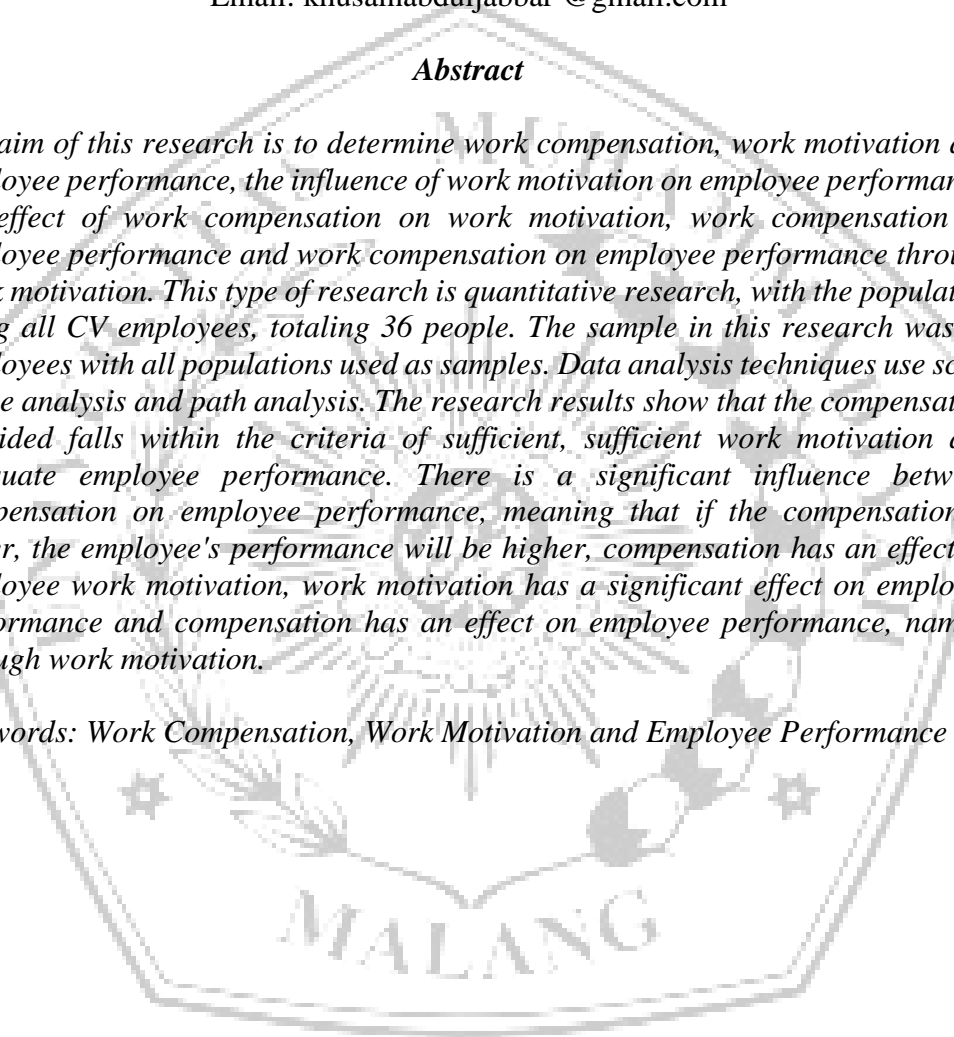 Email: khusainabduljabbar @gmail.com
Abstract
aim of this research is to determine work compensation, work motivation
loyee performance, the influence of work motivation on employee performan
effect of work compensation on work motivation, work compensation
loyee performance and work compensation on employee performance throu
motivation. This type of research is quantitative research, with the populat
g all CV employees, totaling 36 people. The sample in this research was
loyees with all populations used as samples. Data analysis techniques use sc
e analysis and path analysis. The research results show that the compensat
ided falls within the criteria of sufficient, sufficient work motivation
quate employee performance. There is a significant influence betw
pensation on employee performance, meaning that if the compensation
er, the employee's performance will be higher, compensation has an effect
loyee work motivation, work motivation has a significant effect on emplo
ormance and compensation has an effect on employee performance, nam
ugh work motivation.
words: Work Compensation, Work Motivation and Employee Performance
MALANG